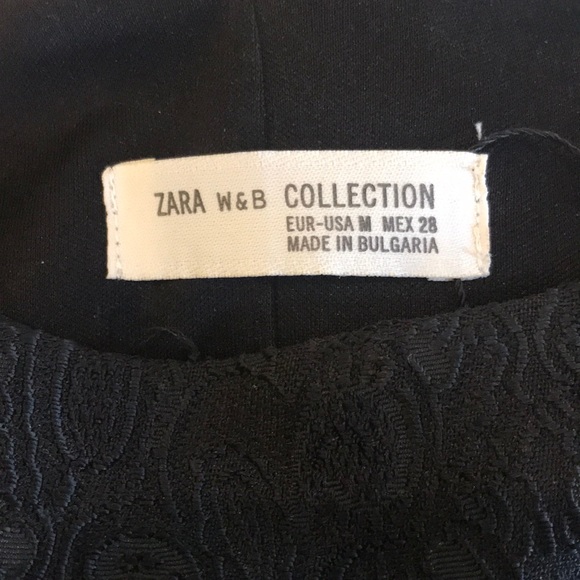 ZARA W & B COLLECTION
EUR-USA M MEX 28
MADE IN BULGARIA